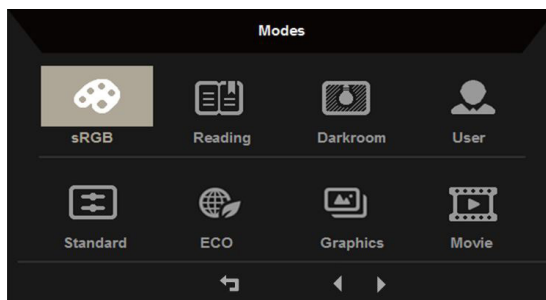 Modes
sRGB Reading Darkroom User
Standard ECO Graphics Movie